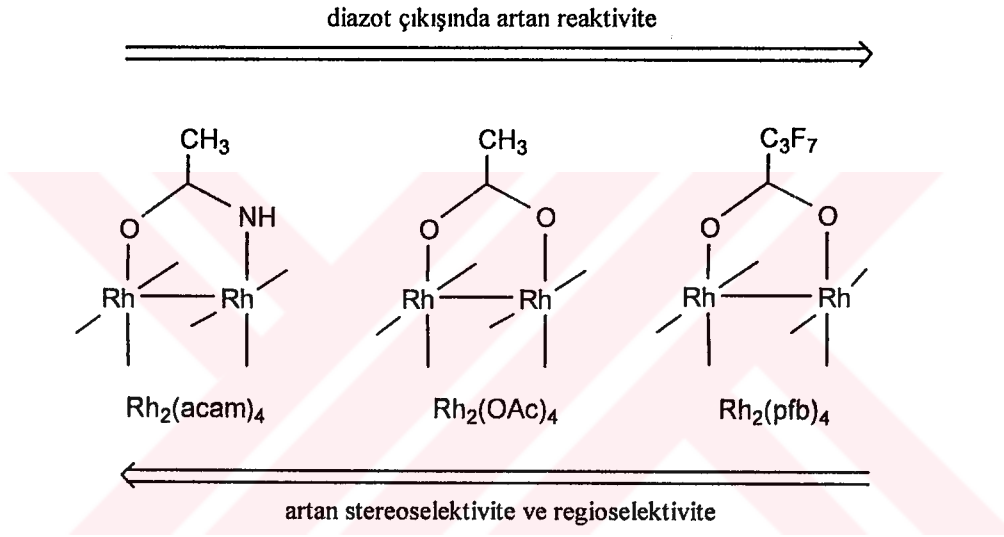 diazot çıkışında artan reaktivite
CH₃ CH₃ C₃F₇
O NH O O O O
Rh Rh Rh Rh Rh Rh
Rh₂(acam)₄ Rh₂(OAc)₄ Rh₂(pfb)₄
artan stereoselektivite ve regioselektivite